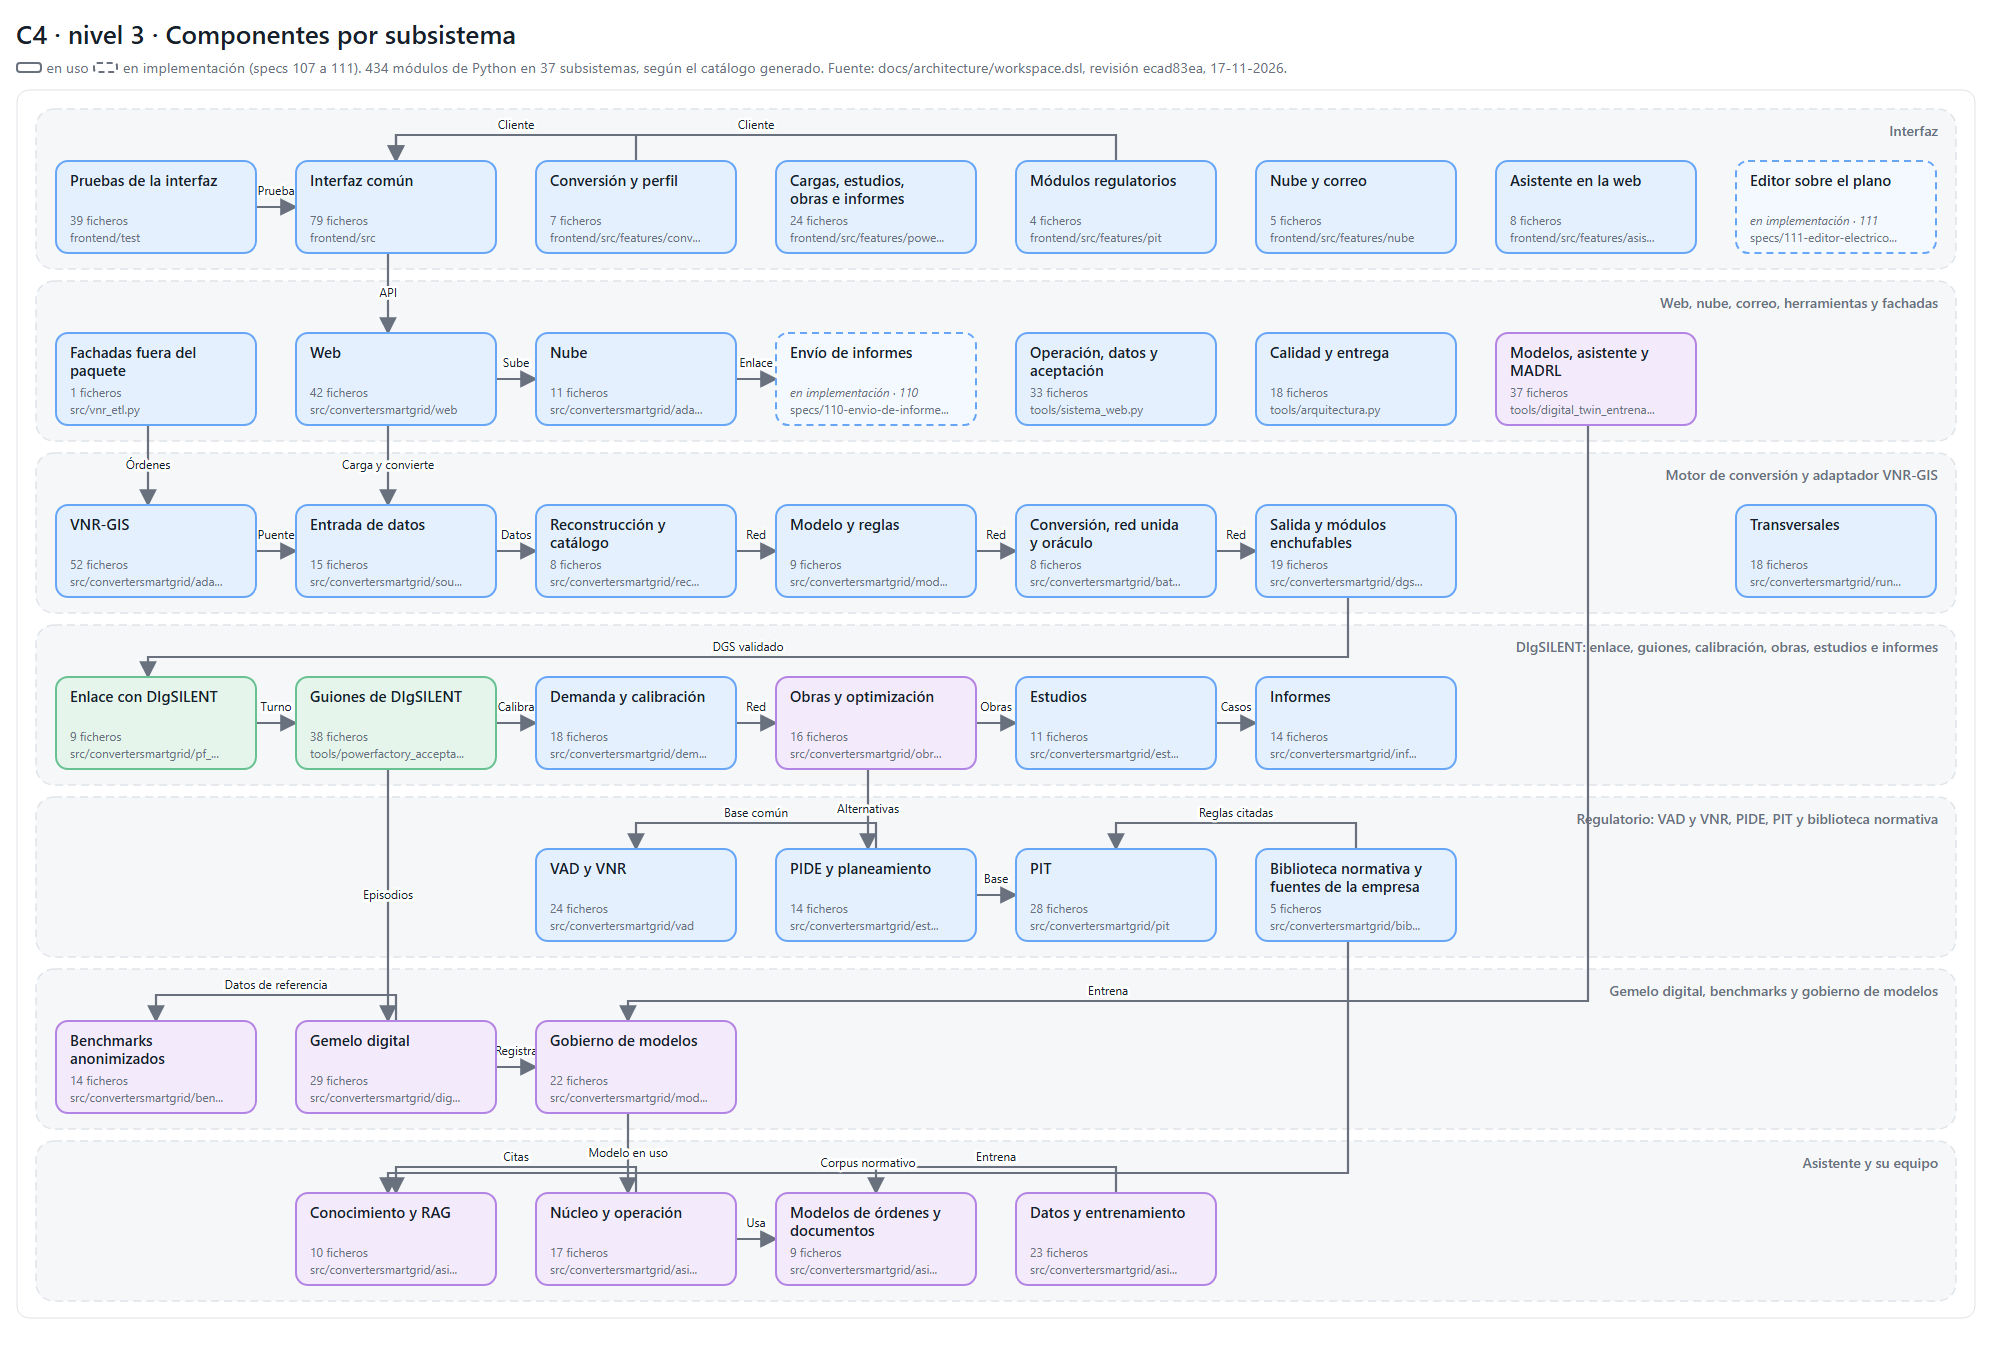 C4 · nivel 3 · Componentes por subsistema
en uso en implementación (specs 107 a 111). 434 módulos de Python en 37 subsistemas, según el catálogo generado. Fuente: docs/architecture/workspace.dsl, revisión ecad83ea, 17-11-2026.
Interfaz
Cliente
Cliente
Pruebas de la interfaz
39 ficheros
frontend/test
Prueba
Interfaz común
79 ficheros
frontend/src
Conversión y perfil
7 ficheros
frontend/src/features/conv...
Cargas, estudios,
obras e informes
24 ficheros
frontend/src/features/powe...
Módulos regulatorios
4 ficheros
frontend/src/features/pit
Nube y correo
5 ficheros
frontend/src/features/nube
Asistente en la web
8 ficheros
frontend/src/features/asis...
Editor sobre el plano
en implementación · 111
specs/111-editor-electrico...
API
Web, nube, correo, herramientas y fachadas
Fachadas fuera del
paquete
1 ficheros
src/vnr_etl.py
Web
42 ficheros
src/convertersmartgrid/web
Sube
Nube
11 ficheros
src/convertersmartgrid/ada...
Enlace
Envío de informes
en implementación · 110
specs/110-envio-de-informe...
Operación, datos y
aceptación
33 ficheros
tools/sistema_web.py
Calidad y entrega
18 ficheros
tools/arquitectura.py
Modelos, asistente y
MADRL
37 ficheros
tools/digital_twin_entrena...
Órdenes
Carga y convierte
Motor de conversión y adaptador VNR-GIS
VNR-GIS
52 ficheros
src/convertersmartgrid/ada...
Puente
Entrada de datos
15 ficheros
src/convertersmartgrid/sou...
Datos
Reconstrucción y
catálogo
8 ficheros
src/convertersmartgrid/rec...
Red
Modelo y reglas
9 ficheros
src/convertersmartgrid/mod...
Red
Conversión, red unida
y oráculo
8 ficheros
src/convertersmartgrid/bat...
Red
Salida y módulos
enchufables
19 ficheros
src/convertersmartgrid/dgs...
Transversales
18 ficheros
src/convertersmartgrid/run...
DGS validado
DIgSILENT: enlace, guiones, calibración, obras, estudios e informes
Enlace con DIgSILENT
9 ficheros
src/convertersmartgrid/pf_...
Turno
Guiones de DIgSILENT
38 ficheros
tools/powerfactory_accepta...
Calibra
Demanda y calibración
18 ficheros
src/convertersmartgrid/dem...
Red
Obras y optimización
16 ficheros
src/convertersmartgrid/obr...
Obras
Estudios
11 ficheros
src/convertersmartgrid/est...
Casos
Informes
14 ficheros
src/convertersmartgrid/inf...
Base común
Alternativas
Reglas citadas
Regulatorio: VAD y VNR, PIDE, PIT y biblioteca normativa
Episodios
VAD y VNR
24 ficheros
src/convertersmartgrid/vad
PIDE y planeamiento
14 ficheros
src/convertersmartgrid/est...
Base
PIT
28 ficheros
src/convertersmartgrid/pit
Biblioteca normativa y
fuentes de la empresa
5 ficheros
src/convertersmartgrid/bib...
Datos de referencia
Entrena
Gemelo digital, benchmarks y gobierno de modelos
Benchmarks
anonimizados
14 ficheros
src/convertersmartgrid/ben...
Gemelo digital
29 ficheros
src/convertersmartgrid/dig...
Registra
Gobierno de modelos
22 ficheros
src/convertersmartgrid/mod...
Citas
Modelo en uso
Corpus normativo
Entrena
Asistente y su equipo
Conocimiento y RAG
10 ficheros
src/convertersmartgrid/asi...
Núcleo y operación
17 ficheros
src/convertersmartgrid/asi...
Usa
Modelos de órdenes y
documentos
9 ficheros
src/convertersmartgrid/asi...
Datos y entrenamiento
23 ficheros
src/convertersmartgrid/asi...